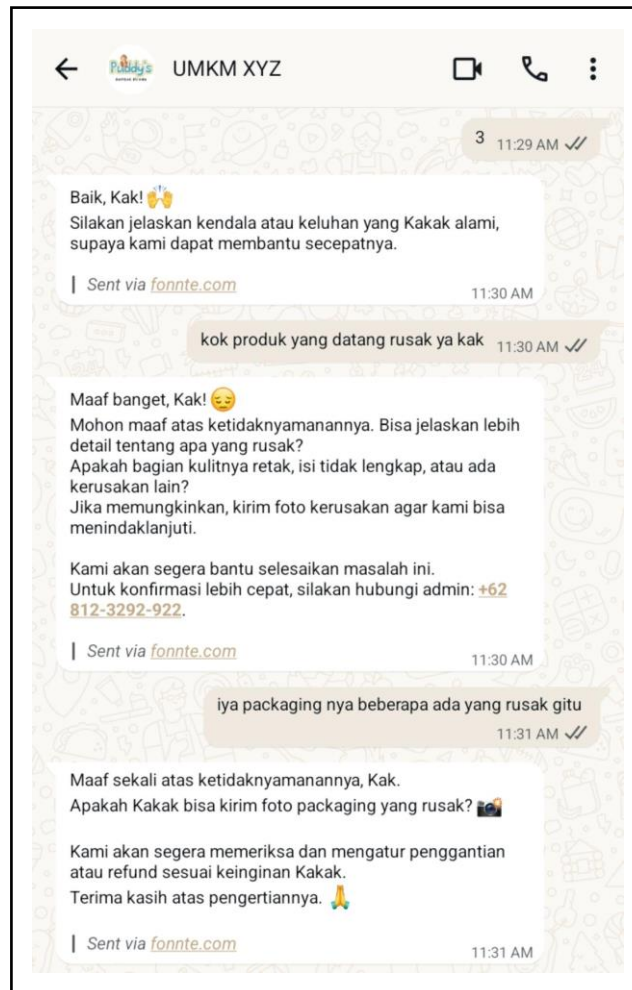 Puddy's
UMKM XYZ
3 11:29 AM
Baik, Kak! 🙌
Silakan jelaskan kendala atau keluhan yang Kakak alami,
supaya kami dapat membantu secepatnya.
Sent via fonnte.com
11:30 AM
kok produk yang datang rusak ya kak 11:30 AM
Maaf banget, Kak! 😔
Mohon maaf atas ketidaknyamanannya. Bisa jelaskan lebih
detail tentang apa yang rusak?
Apakah bagian kulitnya retak, isi tidak lengkap, atau ada
kerusakan lain?
Jika memungkinkan, kirim foto kerusakan agar kami bisa
menindaklanjuti.
Kami akan segera bantu selesaikan masalah ini.
Untuk konfirmasi lebih cepat, silakan hubungi admin: +62
812-3292-922.
Sent via fonnte.com
11:30 AM
iya packaging nya beberapa ada yang rusak gitu
11:31 AM
Maaf sekali atas ketidaknyamanannya, Kak.
Apakah Kakak bisa kirim foto packaging yang rusak? 📸
Kami akan segera memeriksa dan mengatur penggantian
atau refund sesuai keinginan Kakak.
Terima kasih atas pengertiannya. 🙏
Sent via fonnte.com
11:31 AM